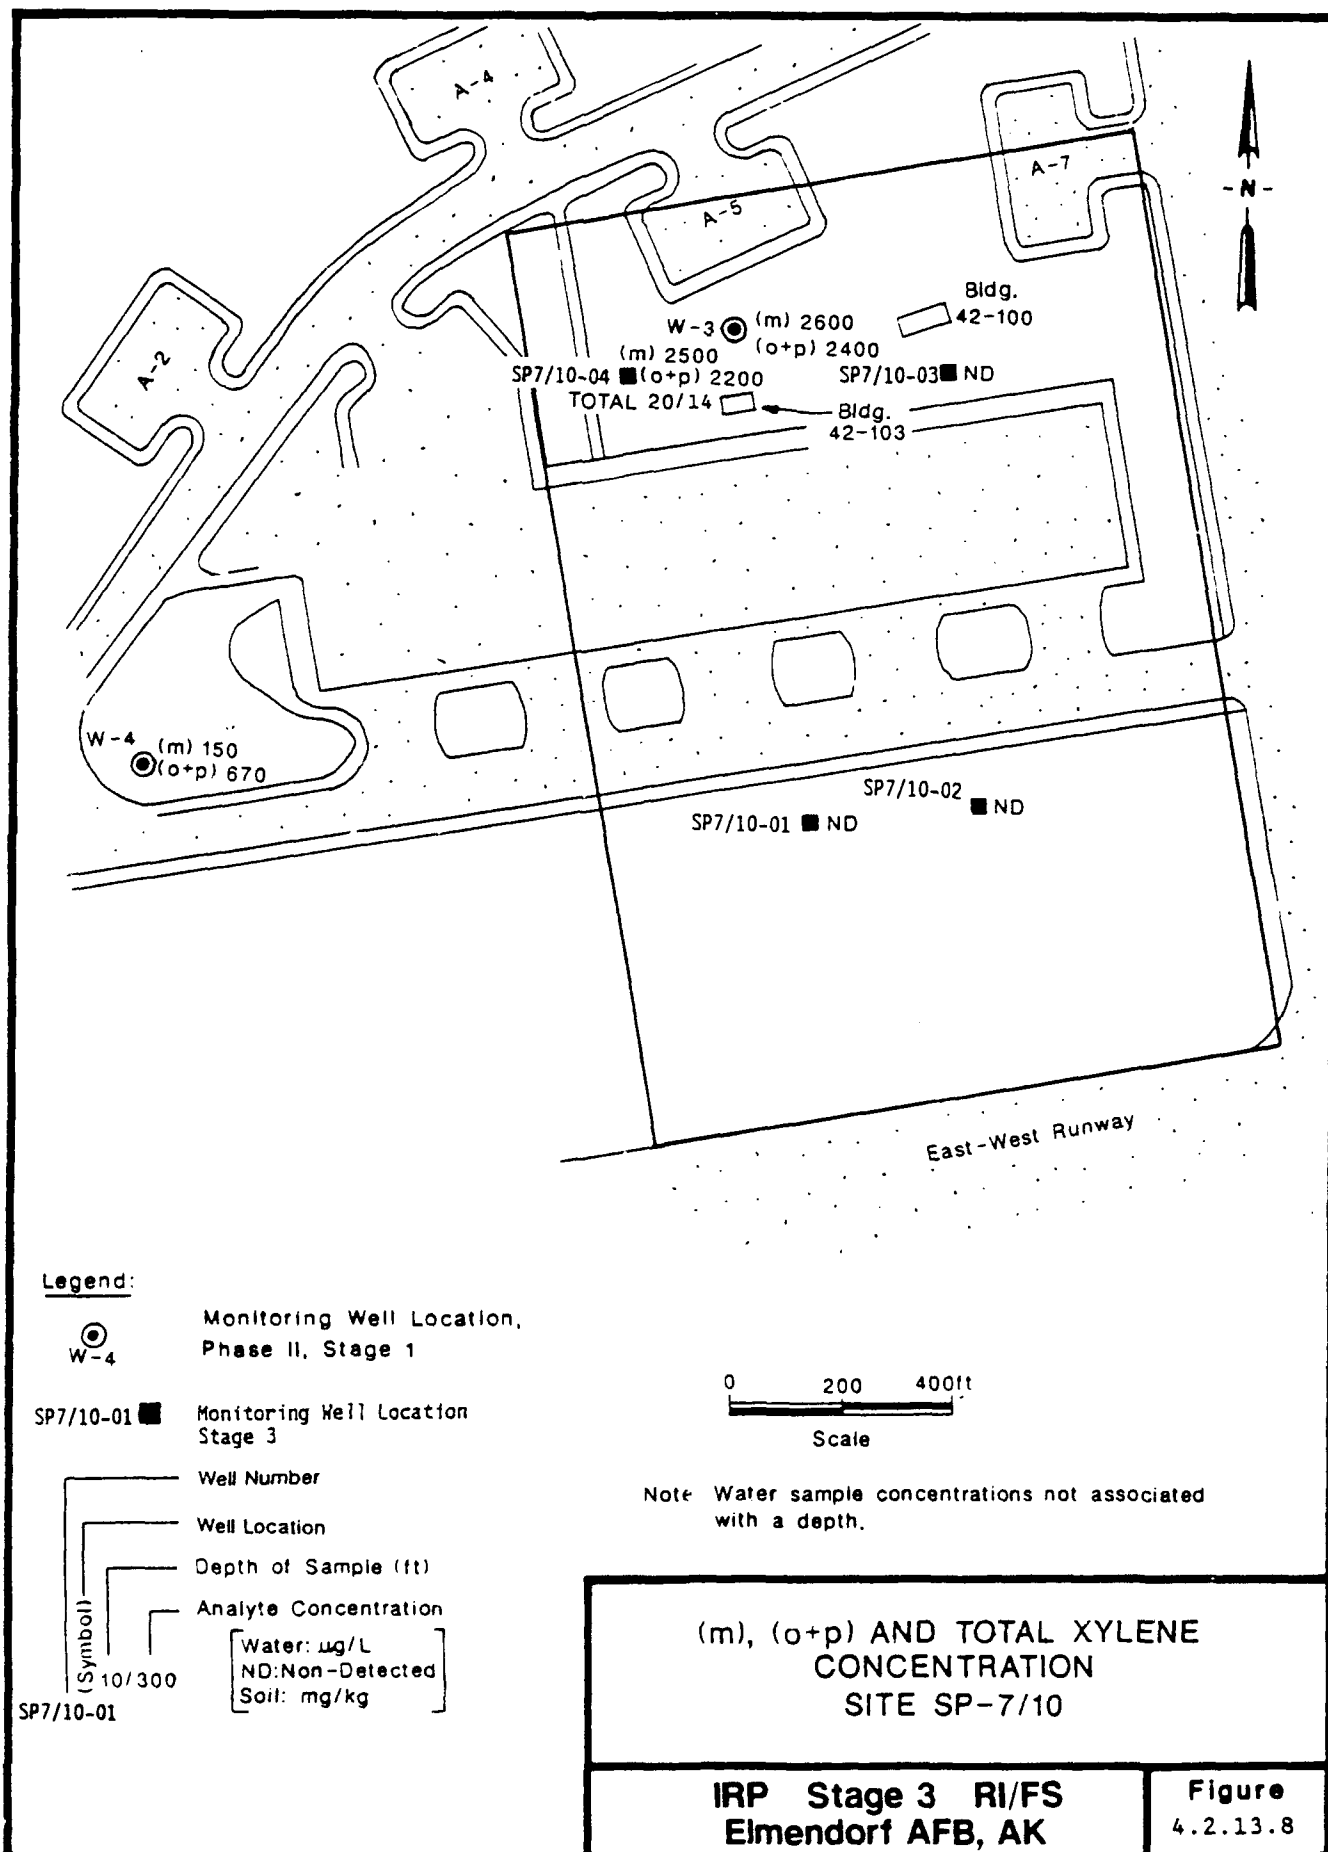 A-4
A-7
- N -
A-5
A-2
Bldg.
42-100
W-3 (m) 2600
(o+p) 2400
(m) 2500
SP7/10-04 (o+p) 2200
SP7/10-03 ND
TOTAL 20/14
Bldg.
42-103
W-4 (m) 150
(o+p) 670
SP7/10-02 ND
SP7/10-01 ND
East-West Runway
Legend:
W-4
Monitoring Well Location,
Phase II, Stage 1
SP7/10-01
Monitoring Well Location
Stage 3
Well Number
Well Location
Depth of Sample (ft)
Analyte Concentration
(Symbol)
10/300
Water: ug/L
ND:Non-Detected
Soil: mg/kg
SP7/10-01
0 200 400ft
Scale
Note Water sample concentrations not associated
with a depth.
(m), (o+p) AND TOTAL XYLENE
CONCENTRATION
SITE SP-7/10
IRP Stage 3 RI/FS
Elmendorf AFB, AK
Figure
4.2.13.8